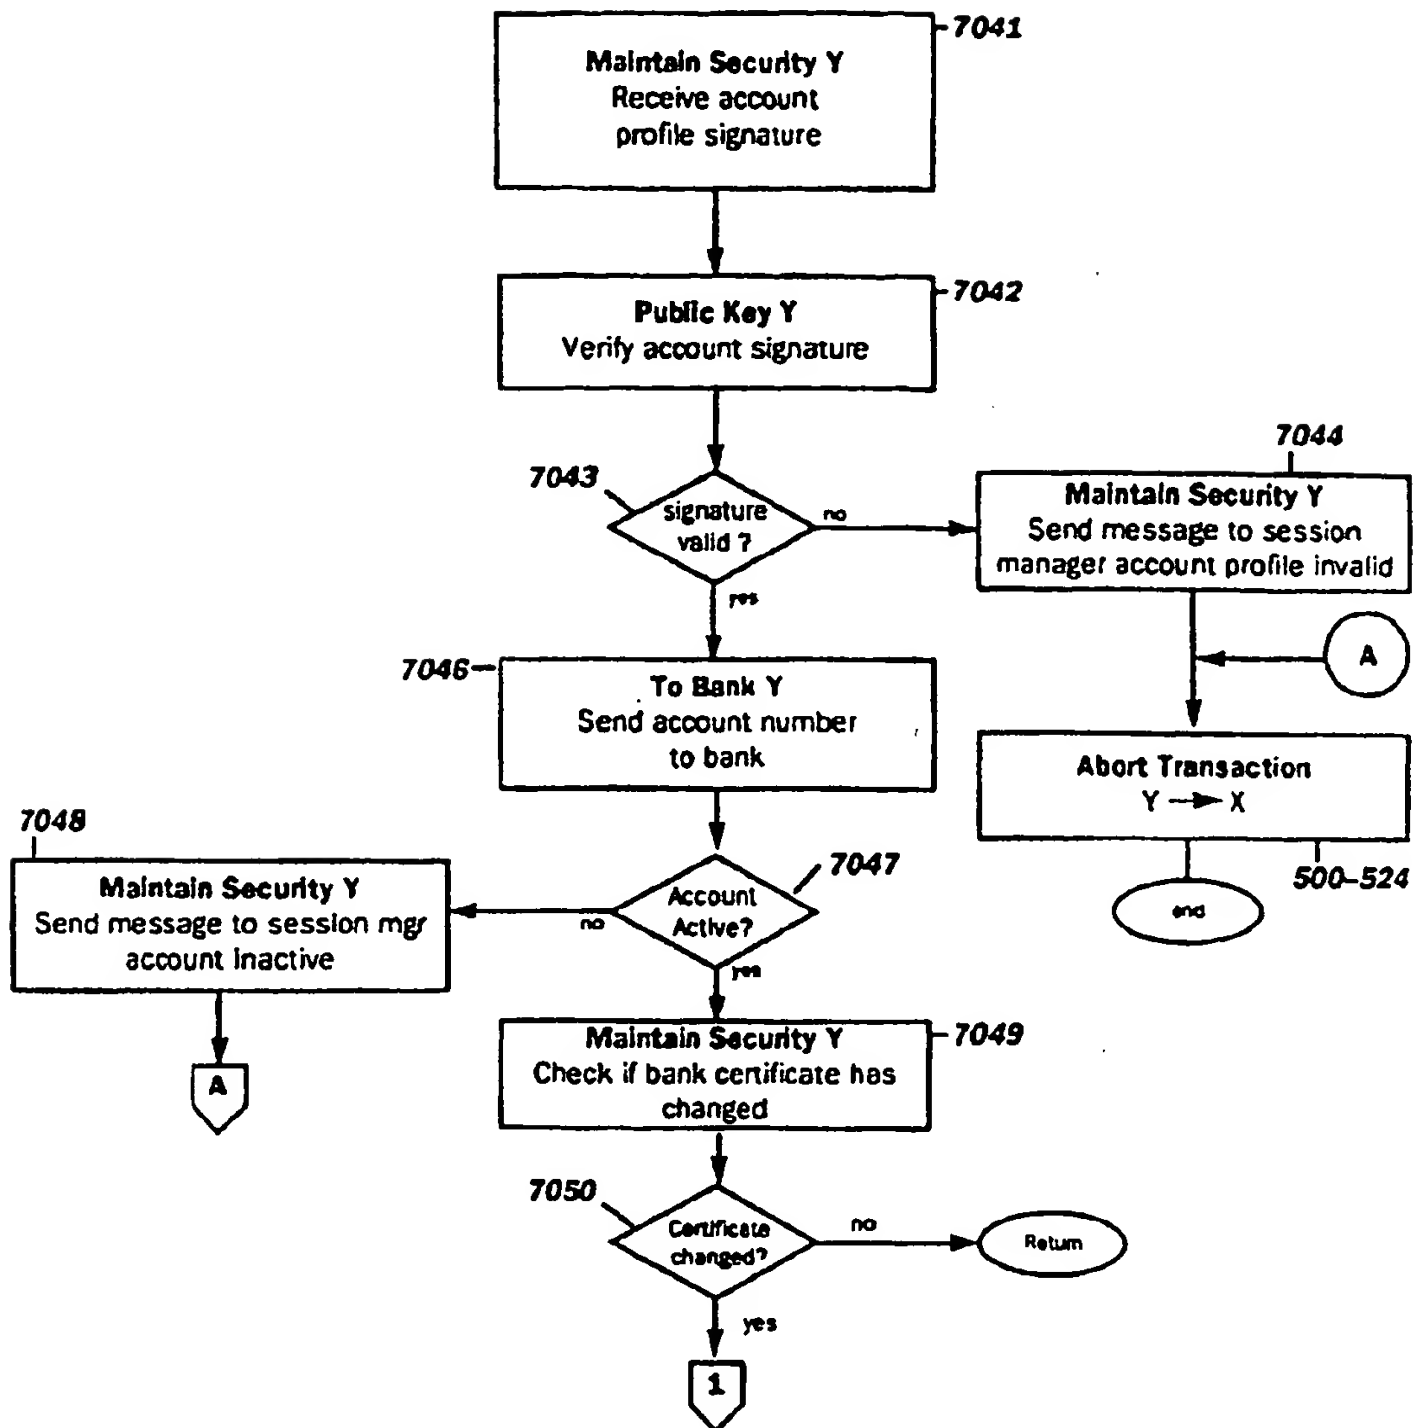 7041
Maintain Security Y
Receive account
profile signature
7042
Public Key Y
Verify account signature
7043
signature
valid ?
no
yes
7044
Maintain Security Y
Send message to session
manager account profile invalid
A
7046
To Bank Y
Send account number
to bank
Abort Transaction
Y → X
500-524
end
7047
Account
Active?
no
yes
7048
Maintain Security Y
Send message to session mgr
account inactive
A
7049
Maintain Security Y
Check if bank certificate has
changed
7050
Certificate
changed?
no
Return
yes
1